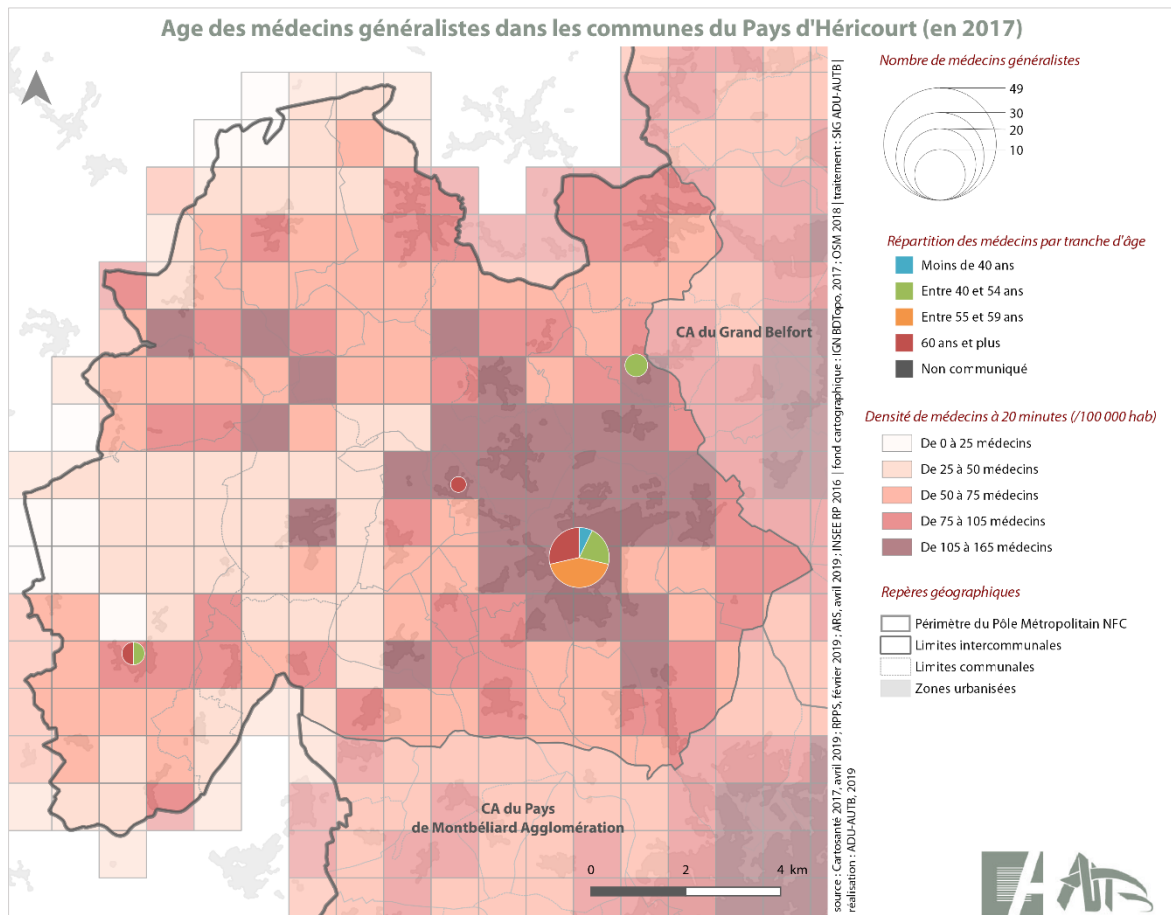 Age des médecins généralistes dans les communes du Pays d'Héricourt (en 2017)
CA du Grand Belfort
CA du Pays
de Montbéliard Agglomération
0 2 4 km
source : Cartosanté 2017, avril 2019 ; RPPS, février 2019 ; ARS, avril 2019 ; INSEE RP 2016 | fond cartographique : IGN BDTopo, 2017 ; OSM 2018 | traitement : SIG ADU-AUTB |
réalisation : ADU-AUTB, 2019
Nombre de médecins généralistes
49
30
20
10
Répartition des médecins par tranche d'âge
Moins de 40 ans
Entre 40 et 54 ans
Entre 55 et 59 ans
60 ans et plus
Non communiqué
Densité de médecins à 20 minutes (/100 000 hab)
De 0 à 25 médecins
De 25 à 50 médecins
De 50 à 75 médecins
De 75 à 105 médecins
De 105 à 165 médecins
Repères géographiques
Périmètre du Pôle Métropolitain NFC
Limites intercommunales
Limites communales
Zones urbanisées